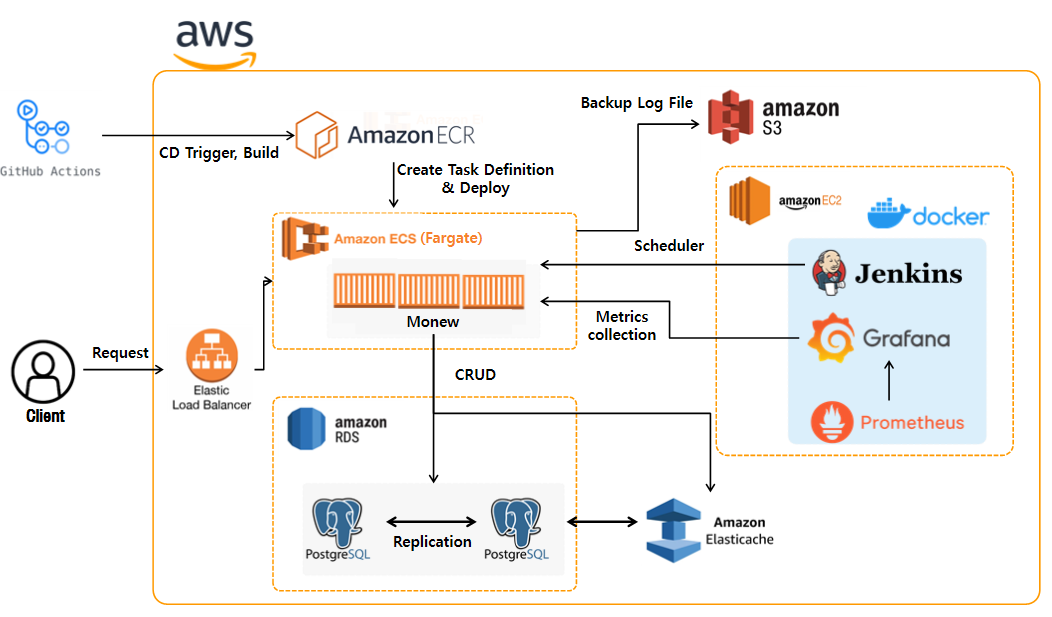 aws
GitHub Actions
CD Trigger, Build
Amazon ECR
Create Task Definition
& Deploy
Backup Log File
amazon
S3
amazon EC2
docker
Amazon ECS (Fargate)
Monew
Scheduler
Jenkins
Metrics
collection
Grafana
Prometheus
Request
Client
Elastic
Load Balancer
CRUD
amazon
RDS
PostgreSQL
Replication
PostgreSQL
Amazon
Elasticache